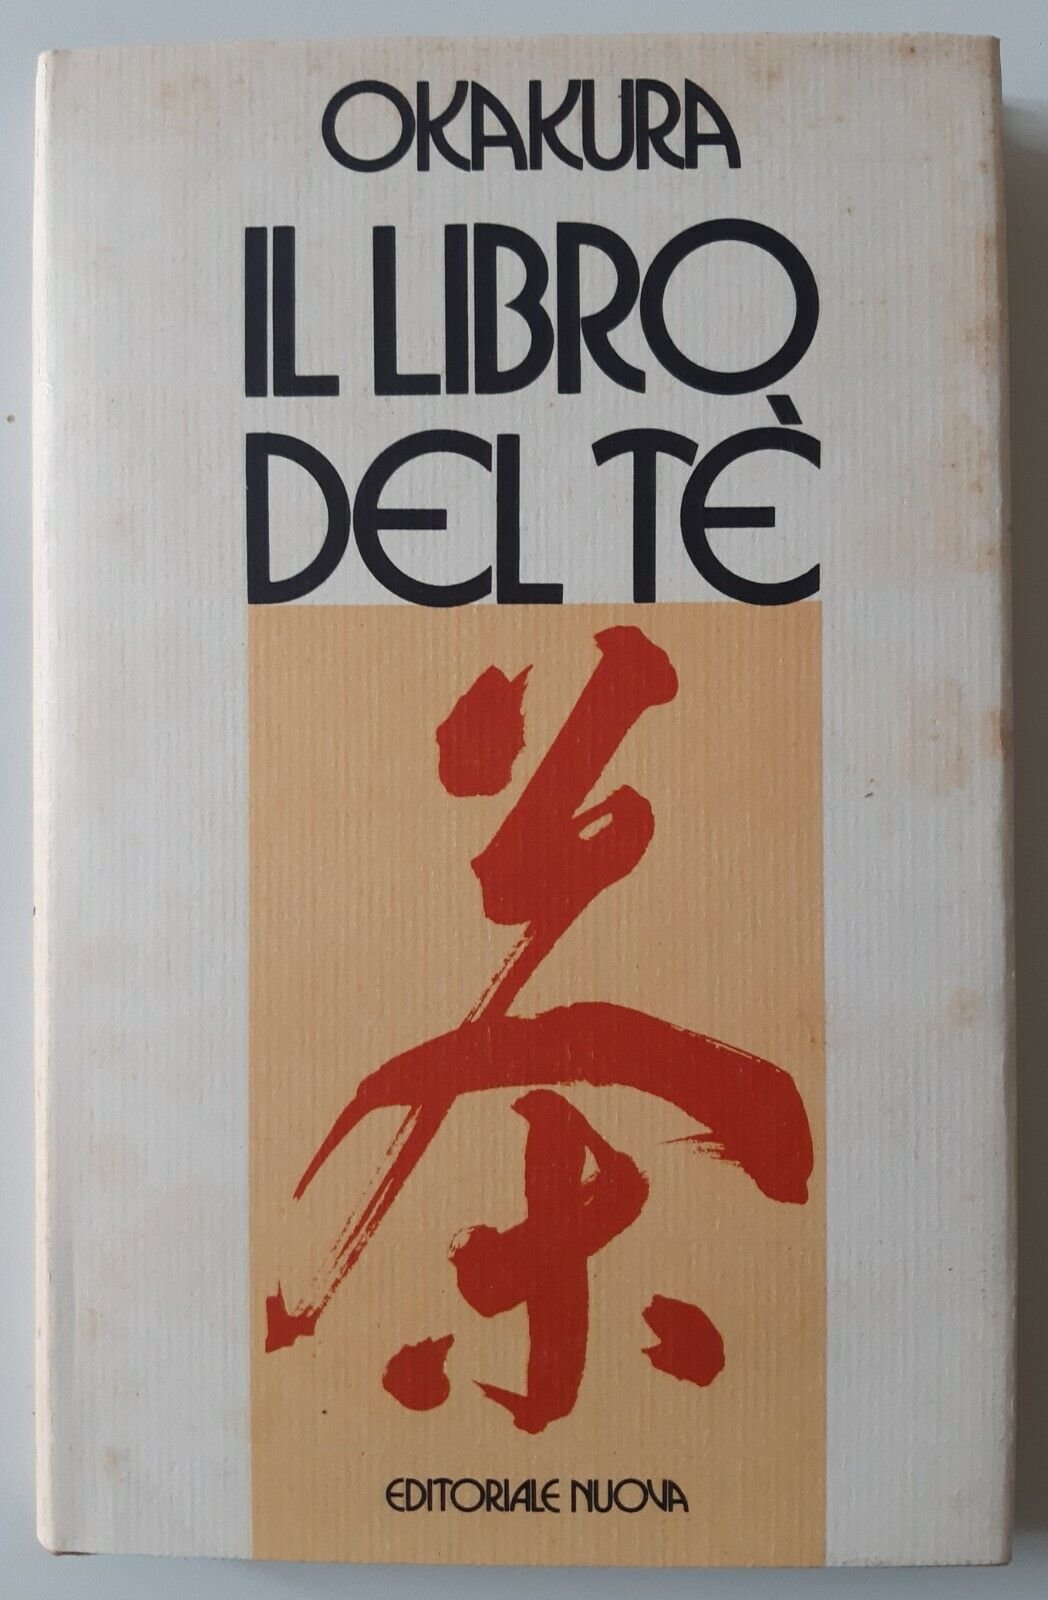 OKAKURA
IL LIBRO
DEL TÈ
茶
EDITORIALE NUOVA